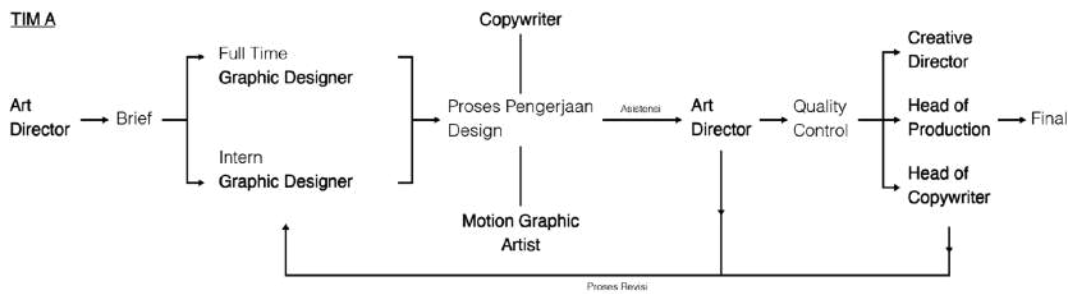 TIM A
Copywriter
Full Time
Graphic Designer
Creative
Director
Art
Director
Brief
Proses Pengerjaan
Design
Asistensi
Art
Director
Quality
Control
Head of
Production
Final
Intern
Graphic Designer
Head of
Copywriter
Motion Graphic
Artist
Proses Revisi